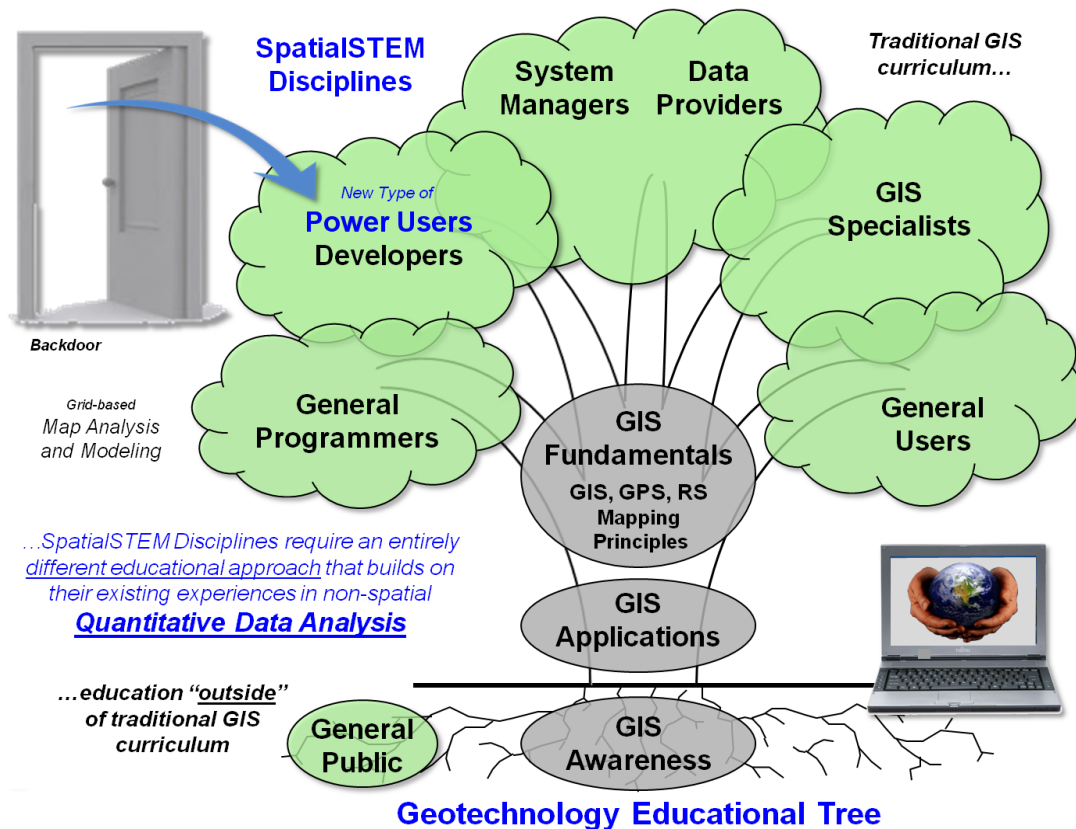 SpatialSTEM
Disciplines
System
Managers
Data
Providers
Traditional GIS
curriculum…
New Type of
Power Users
Developers
GIS
Specialists
Backdoor
Grid-based
Map Analysis
and Modeling
General
Programmers
GIS
Fundamentals
GIS, GPS, RS
Mapping
Principles
General
Users
…SpatialSTEM Disciplines require an entirely
different educational approach that builds on
their existing experiences in non-spatial
Quantitative Data Analysis
GIS
Applications
…education “outside”
of traditional GIS
curriculum
General
Public
GIS
Awareness
Geotechnology Educational Tree